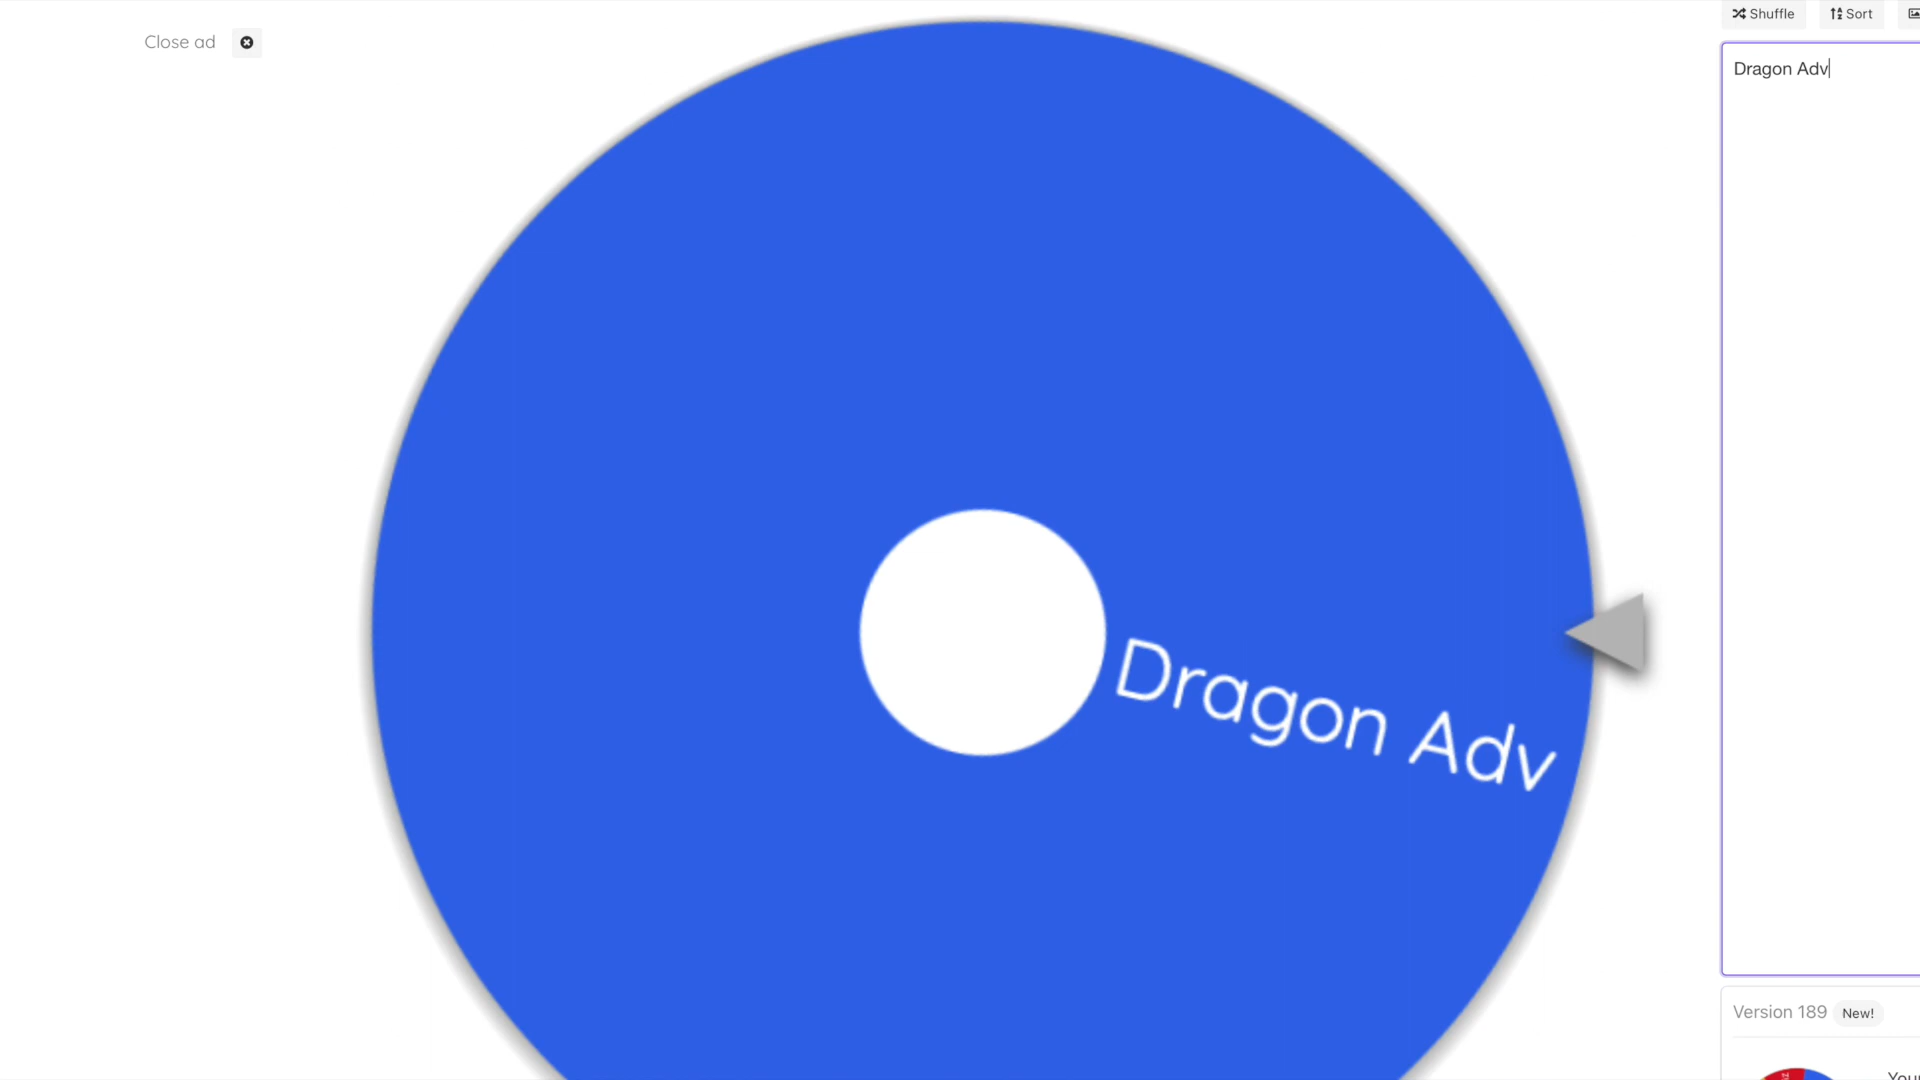 Close ad
Shuffle
Sort
Dragon Adv
Dragon Adv
Version 189 New!